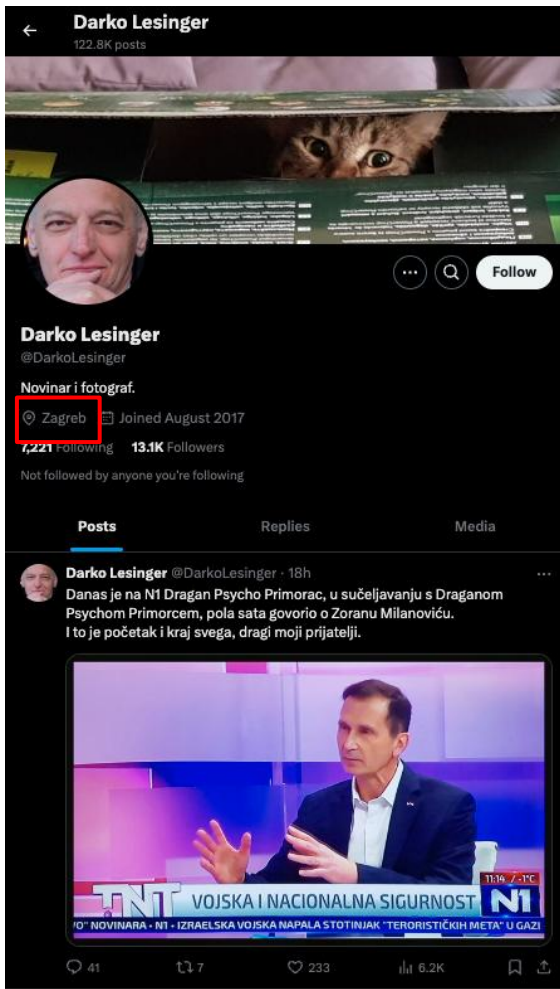 Darko Lesinger
122.8K posts
Follow
Darko Lesinger
@DarkoLesinger
Novinar i fotograf.
Zagreb Joined August 2017
7,221 Following 13.1K Followers
Not followed by anyone you're following
Posts Replies Media
Darko Lesinger @DarkoLesinger · 18h
Danas je na N1 Dragan Psycho Primorac, u sučeljavanju s Draganom
Psychom Primorcem, pola sata govorio o Zoranu Milanoviću.
I to je početak i kraj svega, dragi moji prijatelji.
11:14 / -1°C
TNT VOJSKA I NACIONALNA SIGURNOST N1
VO" NOVINARA • N1 • IZRAELSKA VOJSKA NAPALA STOTINJAK "TERORISTIČKIH META" U GAZI
41 7 233 6.2K